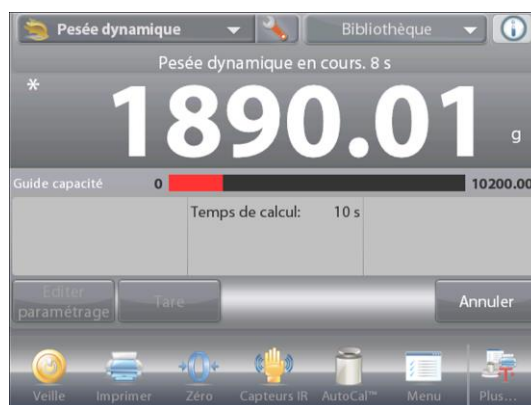 Pesée dynamique
Bibliothèque
Pesée dynamique en cours. 8 s
* 1890.01 g
Guide capacité 0 10200.00
Temps de calcul: 10 s
Editer paramétrage
Tare
Annuler
Veille Imprimer Zéro Capteurs IR AutoCal™ Menu Plus...